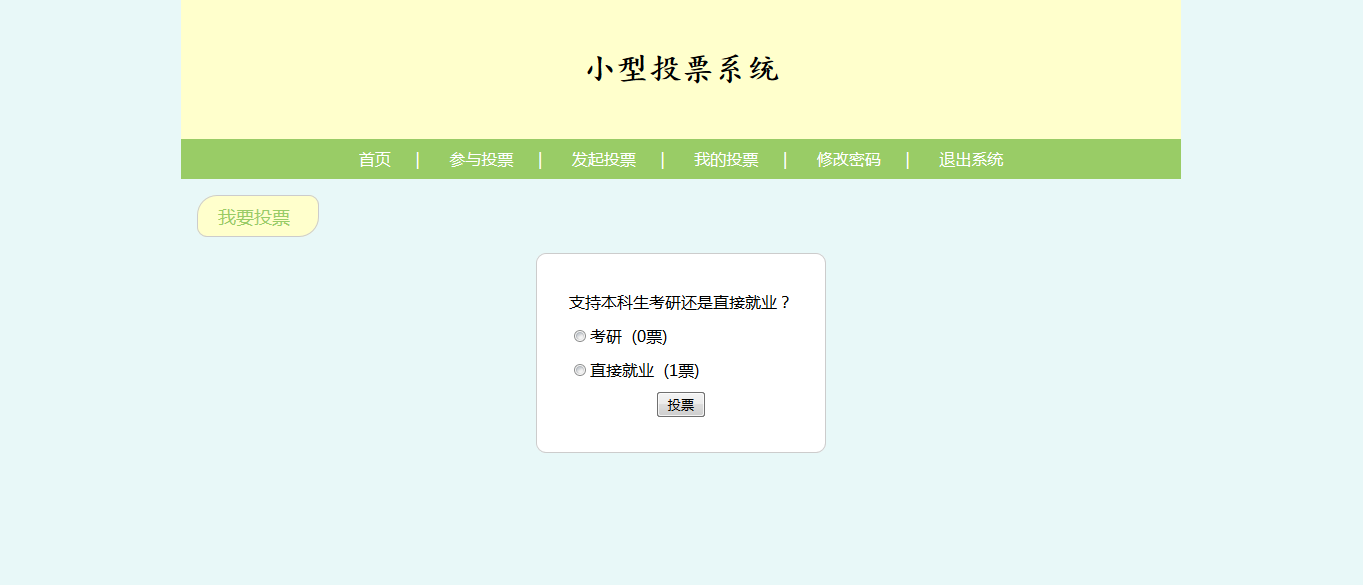 小型投票系统
首页 | 参与投票 | 发起投票 | 我的投票 | 修改密码 | 退出系统
我要投票
支持本科生考研还是直接就业？
考研 (0票)
直接就业 (1票)
投票